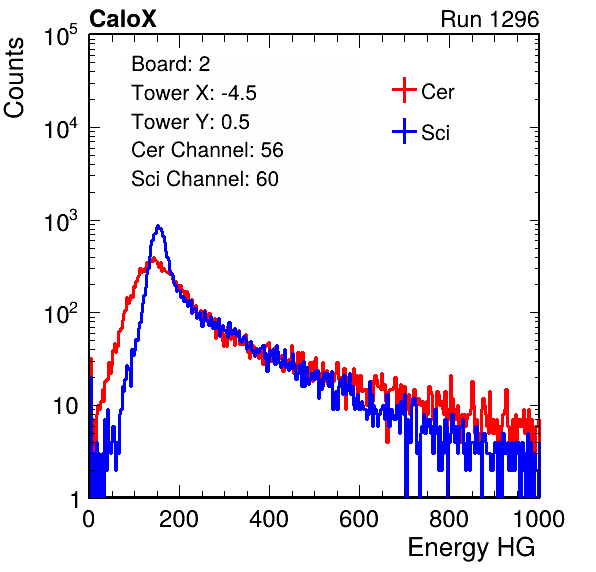 CaloX Run 1296
Counts
Board: 2
Tower X: -4.5
Tower Y: 0.5
Cer Channel: 56
Sci Channel: 60
Cer
Sci
10^5
10^4
10^3
10^2
10
1
0 200 400 600 800 1000
Energy HG